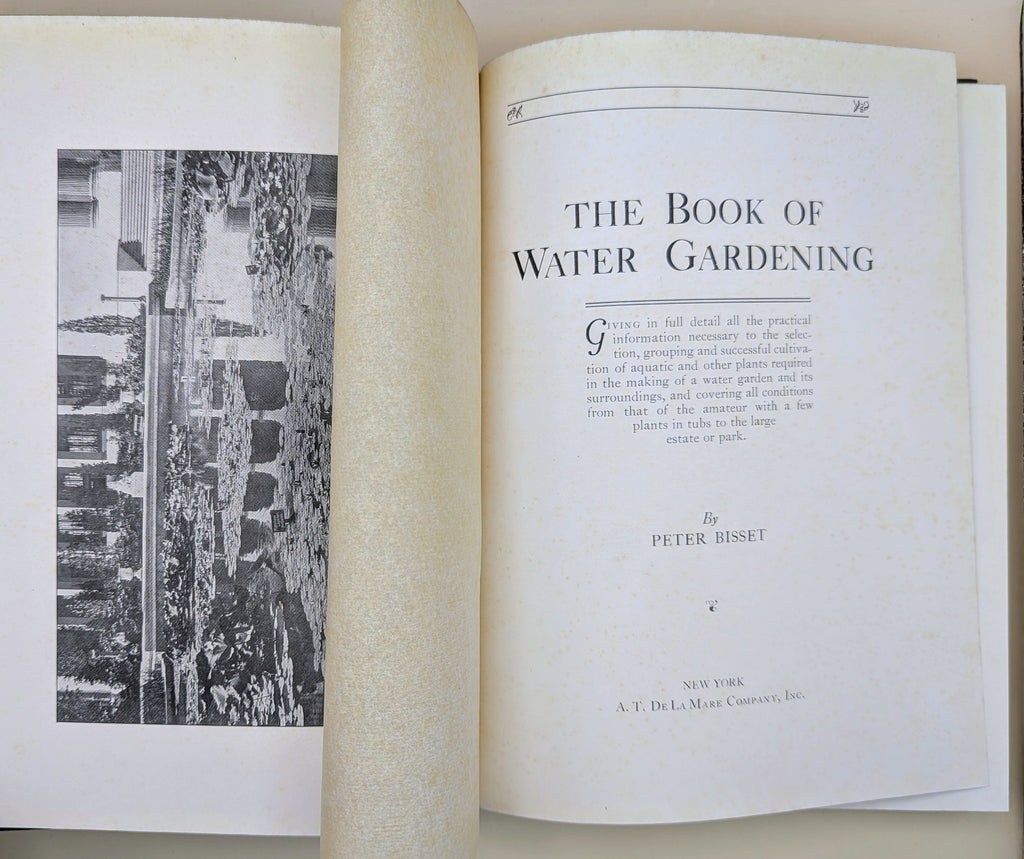 THE BOOK OF
WATER GARDENING
GIVING in full detail all the practical
information necessary to the selec-
tion, grouping and successful cultiva-
tion of aquatic and other plants required
in the making of a water garden and its
surroundings, and covering all conditions
from that of the amateur with a few
plants in tubs to the large
estate or park.
By
PETER BISSET
NEW YORK
A. T. DE LA MARE COMPANY, INC.